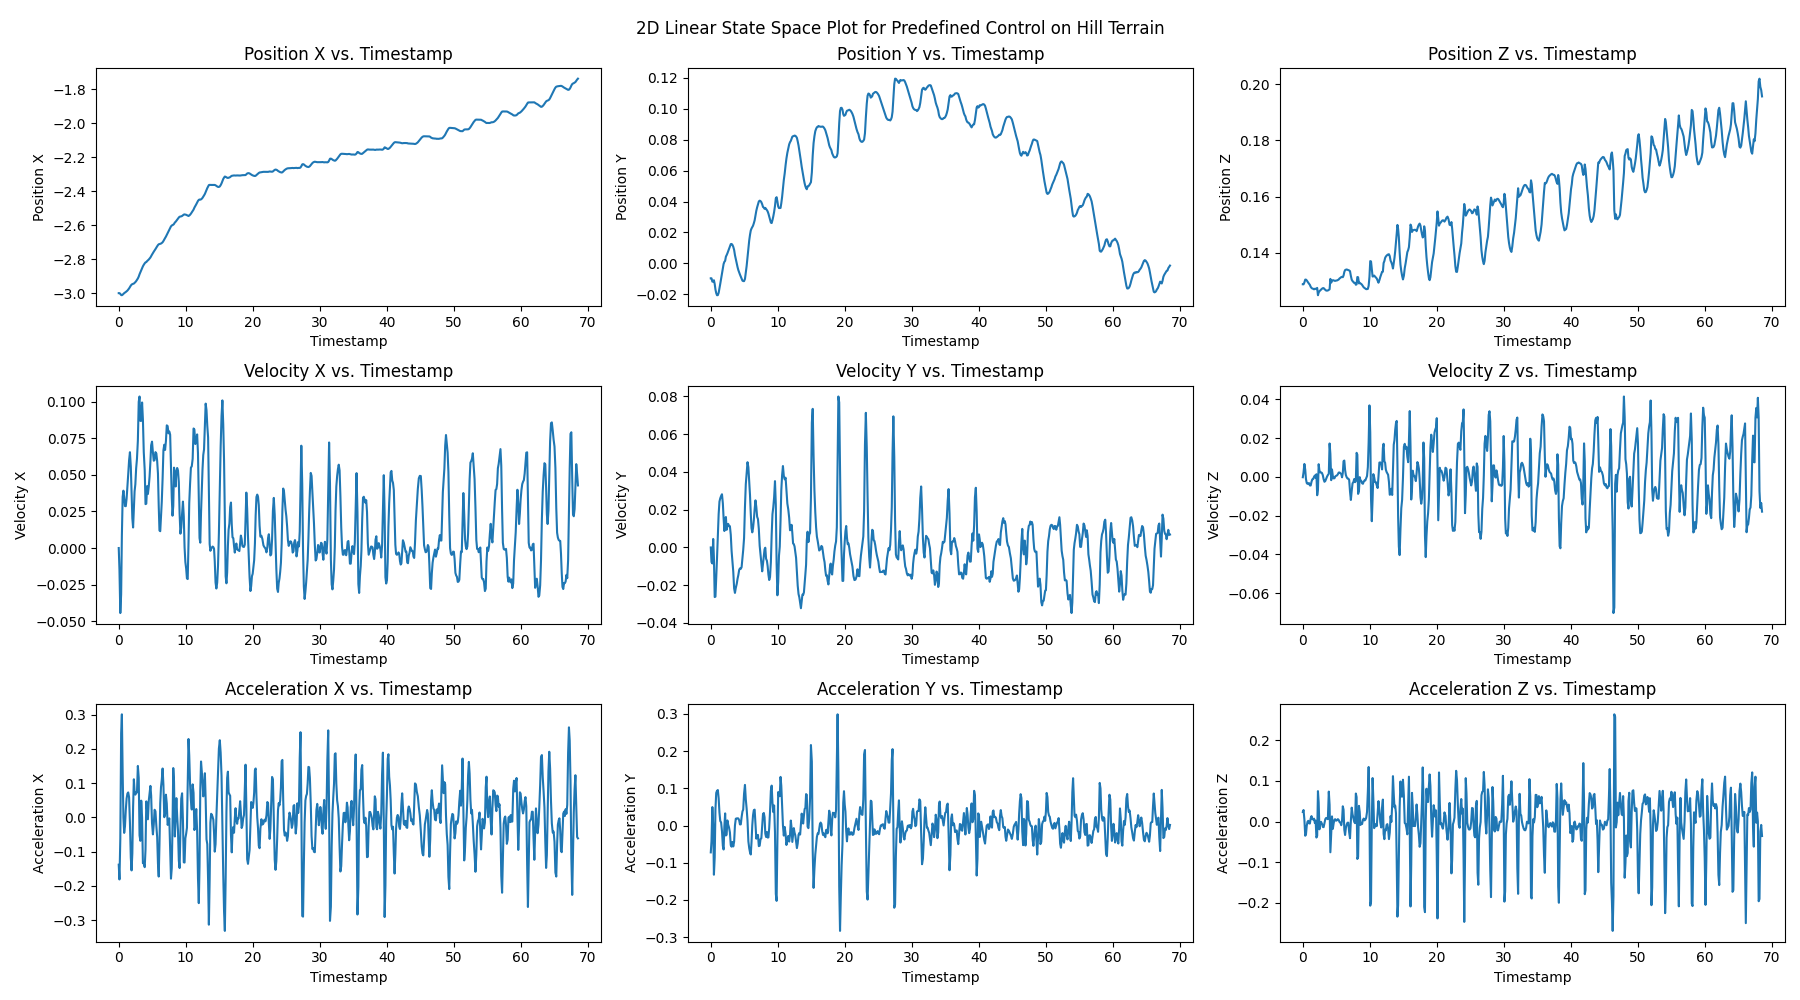 2D Linear State Space Plot for Predefined Control on Hill Terrain
Position X vs. Timestamp
Position X
−1.8
−2.0
−2.2
−2.4
−2.6
−2.8
−3.0
0 10 20 30 40 50 60 70
Timestamp
Position Y vs. Timestamp
Position Y
0.12
0.10
0.08
0.06
0.04
0.02
0.00
−0.02
0 10 20 30 40 50 60 70
Timestamp
Position Z vs. Timestamp
Position Z
0.20
0.18
0.16
0.14
0 10 20 30 40 50 60 70
Timestamp
Velocity X vs. Timestamp
Velocity X
0.100
0.075
0.050
0.025
0.000
−0.025
−0.050
0 10 20 30 40 50 60 70
Timestamp
Velocity Y vs. Timestamp
Velocity Y
0.08
0.06
0.04
0.02
0.00
−0.02
−0.04
0 10 20 30 40 50 60 70
Timestamp
Velocity Z vs. Timestamp
Velocity Z
0.04
0.02
0.00
−0.02
−0.04
−0.06
0 10 20 30 40 50 60 70
Timestamp
Acceleration X vs. Timestamp
Acceleration X
0.3
0.2
0.1
0.0
−0.1
−0.2
−0.3
0 10 20 30 40 50 60 70
Timestamp
Acceleration Y vs. Timestamp
Acceleration Y
0.3
0.2
0.1
0.0
−0.1
−0.2
−0.3
0 10 20 30 40 50 60 70
Timestamp
Acceleration Z vs. Timestamp
Acceleration Z
0.2
0.1
0.0
−0.1
−0.2
0 10 20 30 40 50 60 70
Timestamp